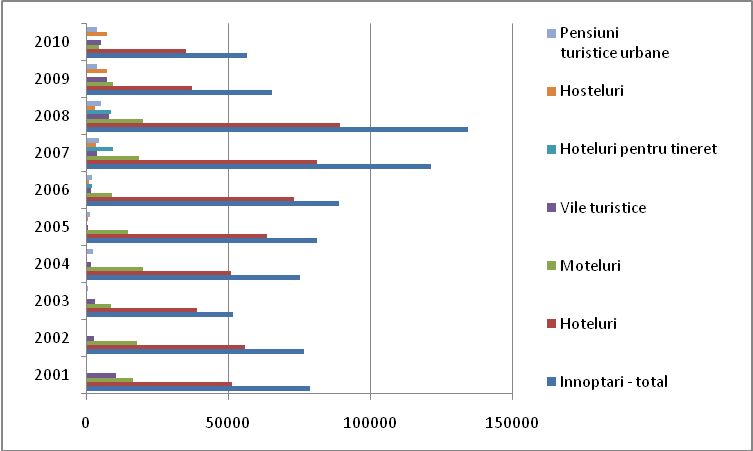 2010
2009
2008
2007
2006
2005
2004
2003
2002
2001
0 50000 100000 150000
Pensiuni
turistice urbane
Hosteluri
Hoteluri pentru tineret
Vile turistice
Moteluri
Hoteluri
Innoptari - total